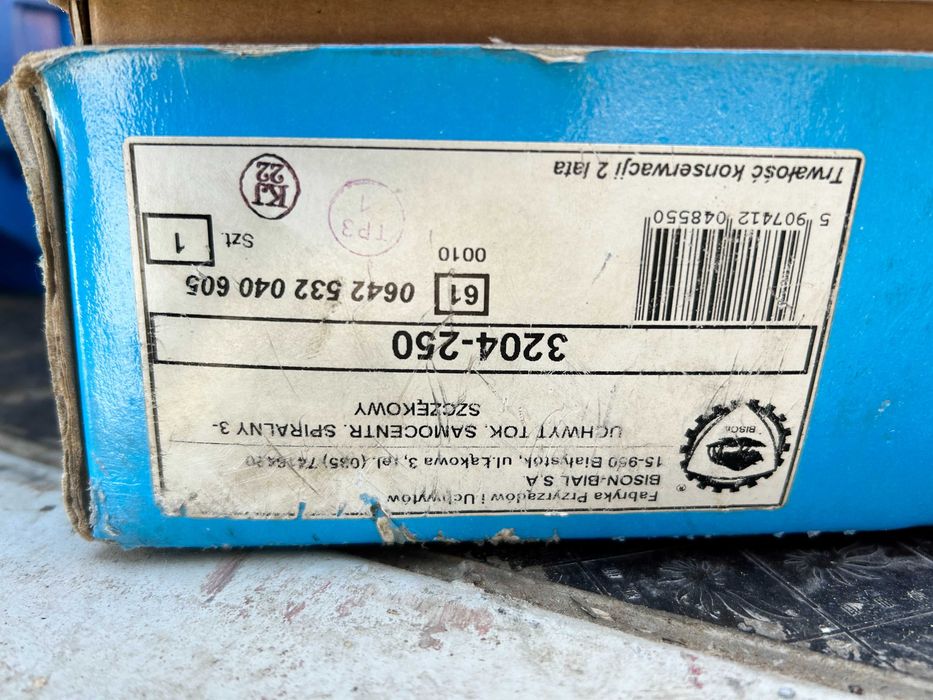 Fabryka Przyrządów i Uchwytów
BISON-BIAL S.A
15-950 Białystok, ul.Łąkowa 3, tel. (085) 7416420
BISON
®
UCHWYT TOK. SAMOCENTR. SPIRALNY 3-
SZCZĘKOWY
3204-250
61 0642 532 040 605
0010
Szt. 1
5 907412 048550
TP3
1
KJ
22
Trwałość konserwacji 2 lata